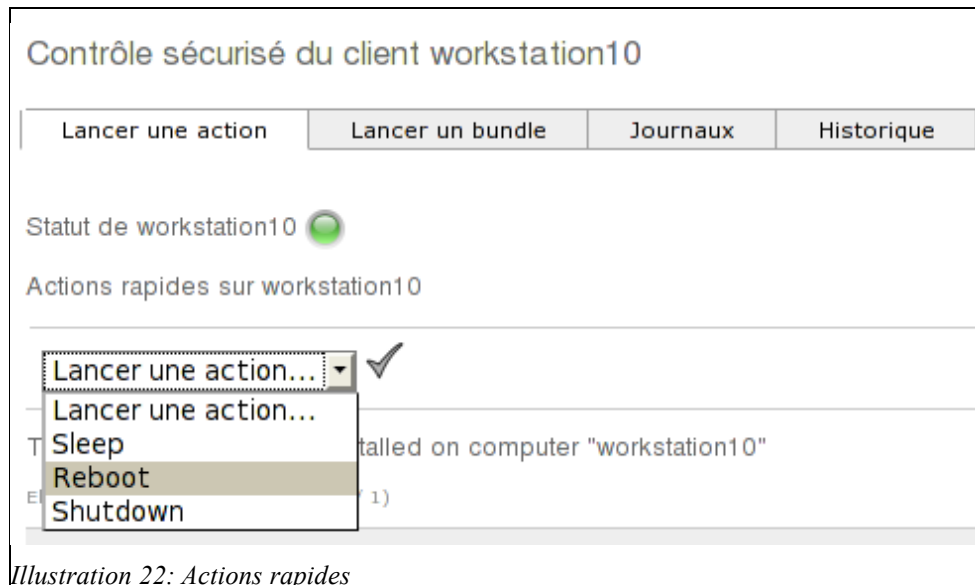 Contrôle sécurisé du client workstation10
Lancer une action Lancer un bundle Journaux Historique
Statut de workstation10
Actions rapides sur workstation10
Lancer une action...
Lancer une action...
Sleep
talled on computer "workstation10"
Reboot
1)
Shutdown
Illustration 22: Actions rapides